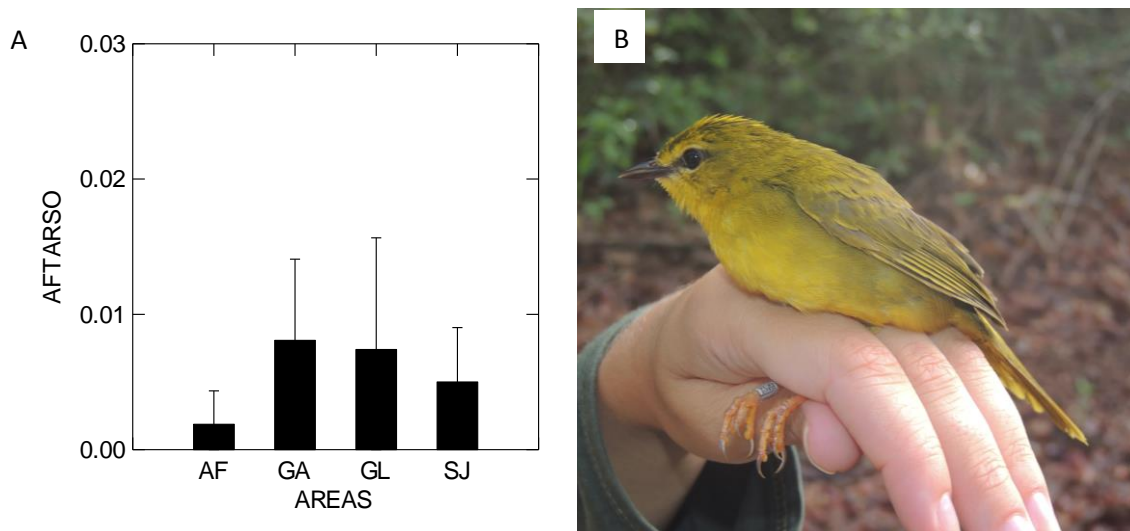 A
0.03
0.02
0.01
0.00
AFTARSO
AF GA GL SJ
AREAS
B